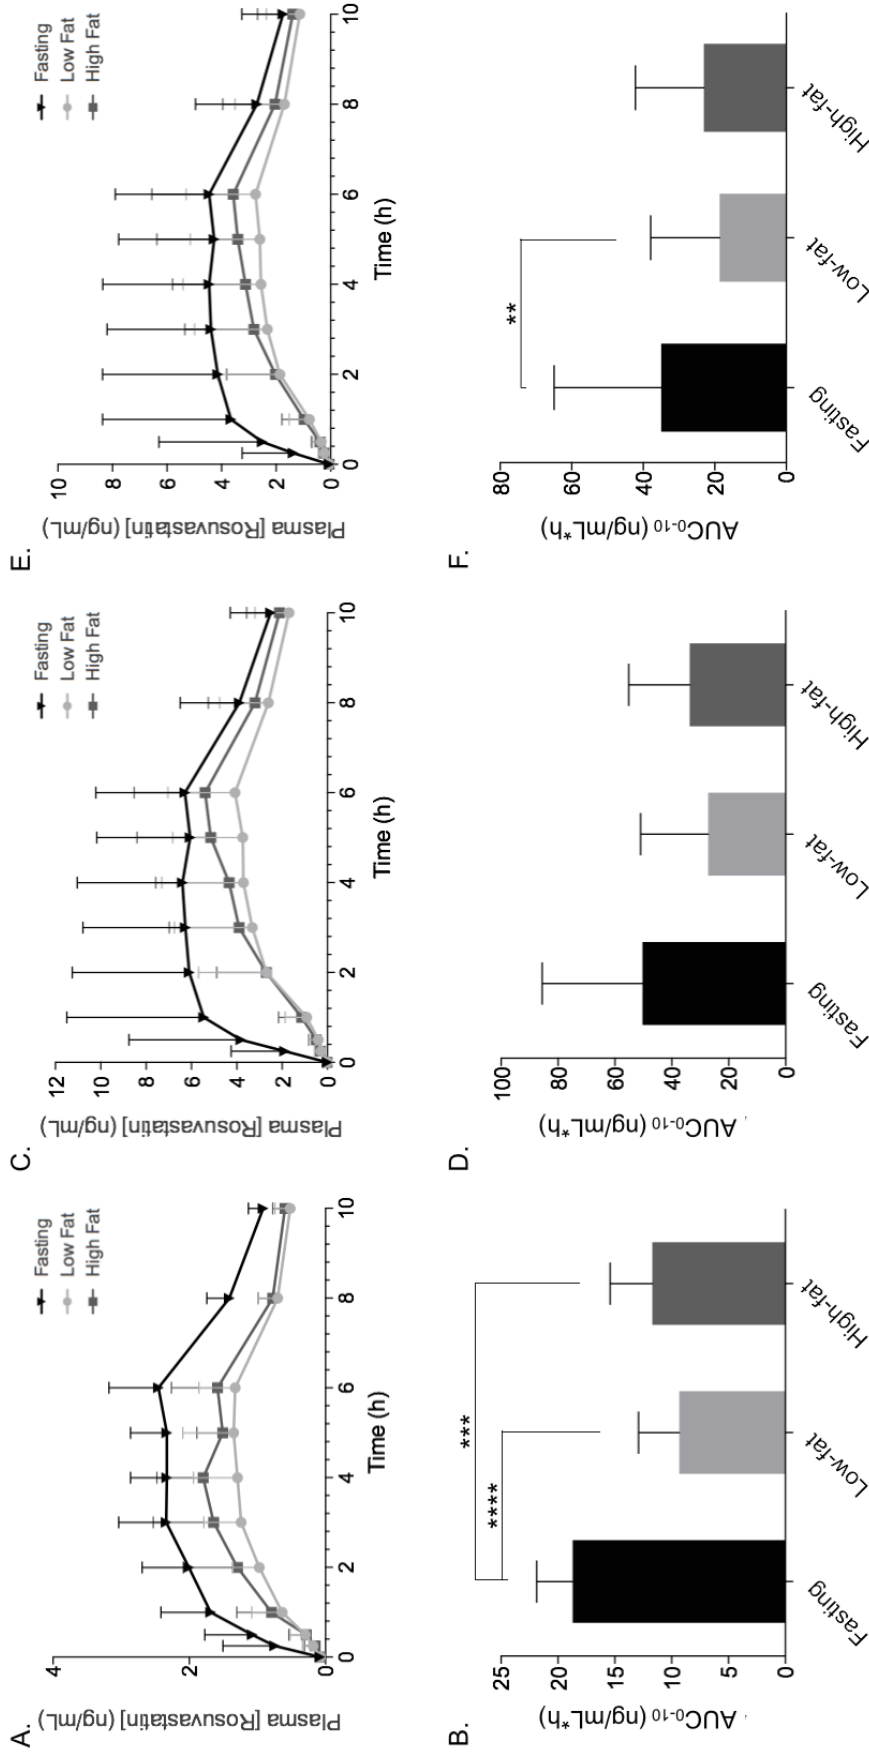 A.
Plasma [Rosuvastatin] (ng/mL)
4
2
0
0 2 4 6 8 10
Time (h)
Fasting
Low Fat
High Fat
C.
Plasma [Rosuvastatin] (ng/mL)
12
10
8
6
4
2
0
0 2 4 6 8 10
Time (h)
Fasting
Low Fat
High Fat
E.
Plasma [Rosuvastatin] (ng/mL)
10
8
6
4
2
0
0 2 4 6 8 10
Time (h)
Fasting
Low Fat
High Fat
B.
AUC0-10 (ng/mL*h)
25
20
15
10
5
0
***
****
Fasting Low-fat High-fat
D.
AUC0-10 (ng/mL*h)
100
80
60
40
20
0
Fasting Low-fat High-fat
F.
AUC0-10 (ng/mL*h)
80
60
40
20
0
**
Fasting Low-fat High-fat